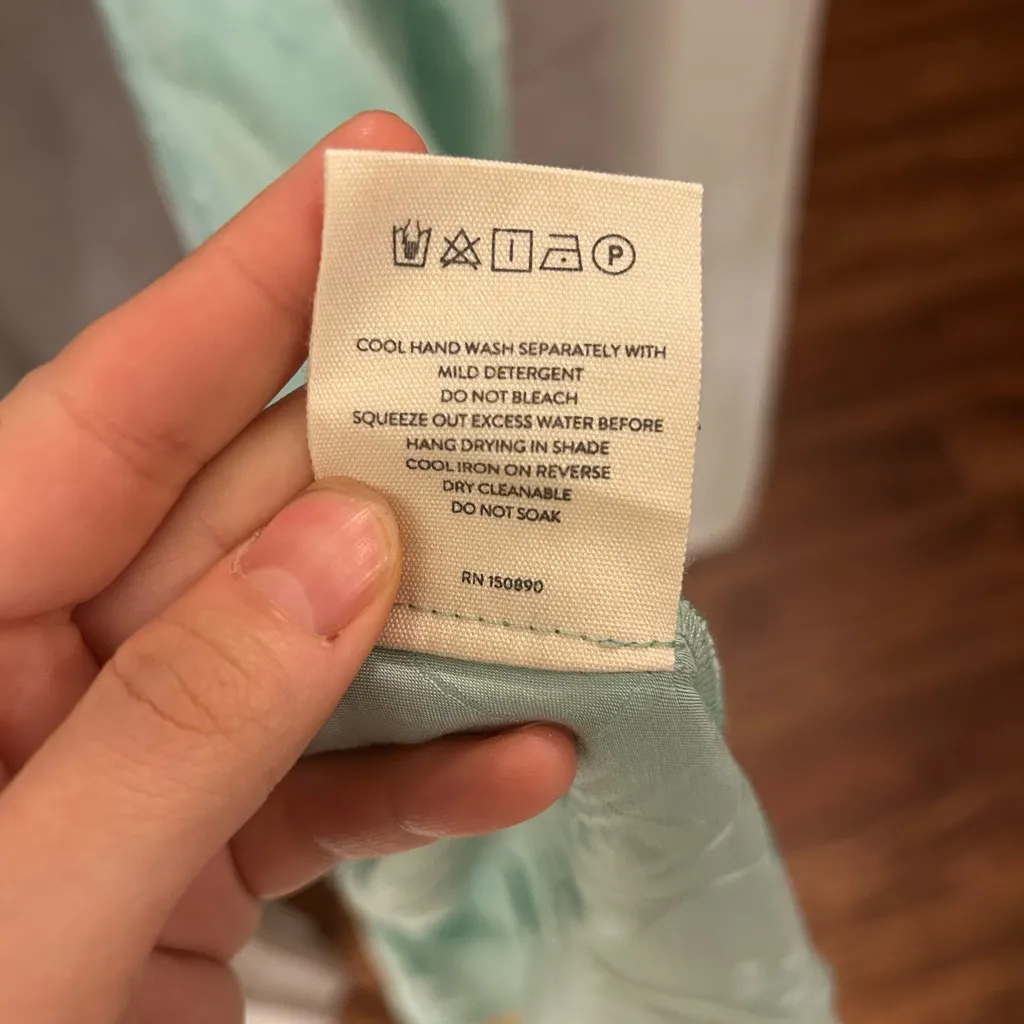 P
COOL HAND WASH SEPARATELY WITH
MILD DETERGENT
DO NOT BLEACH
SQUEEZE OUT EXCESS WATER BEFORE
HANG DRYING IN SHADE
COOL IRON ON REVERSE
DRY CLEANABLE
DO NOT SOAK
RN 150890